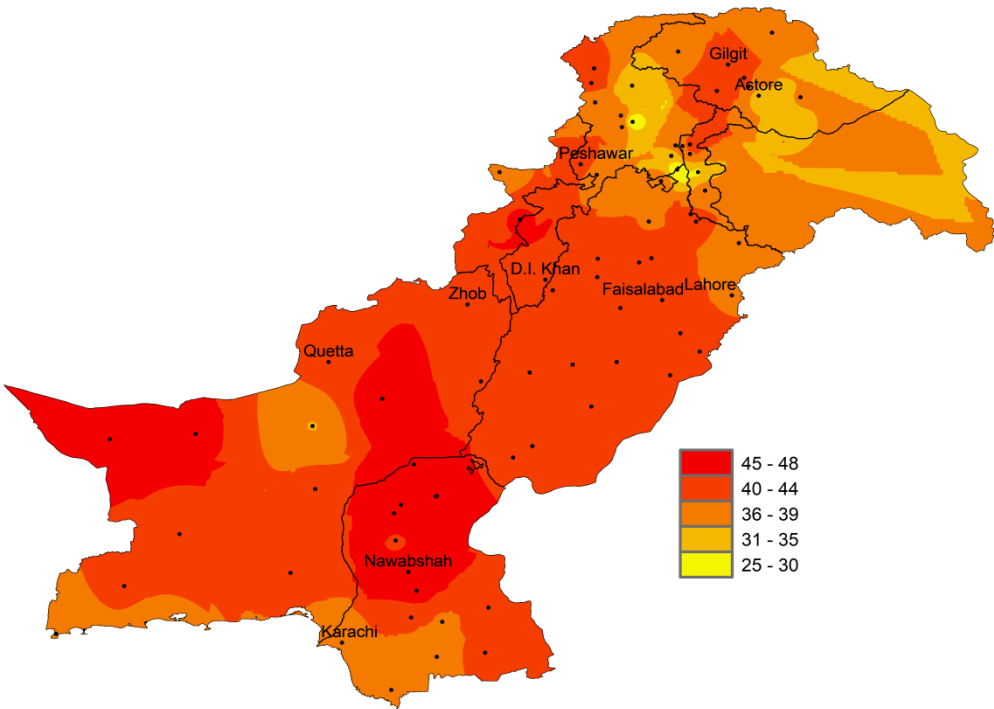 Gilgit
Astore
Peshawar
D.I. Khan
Zhob
Faisalabad
Lahore
Quetta
45 - 48
40 - 44
36 - 39
31 - 35
25 - 30
Nawabshah
Karachi